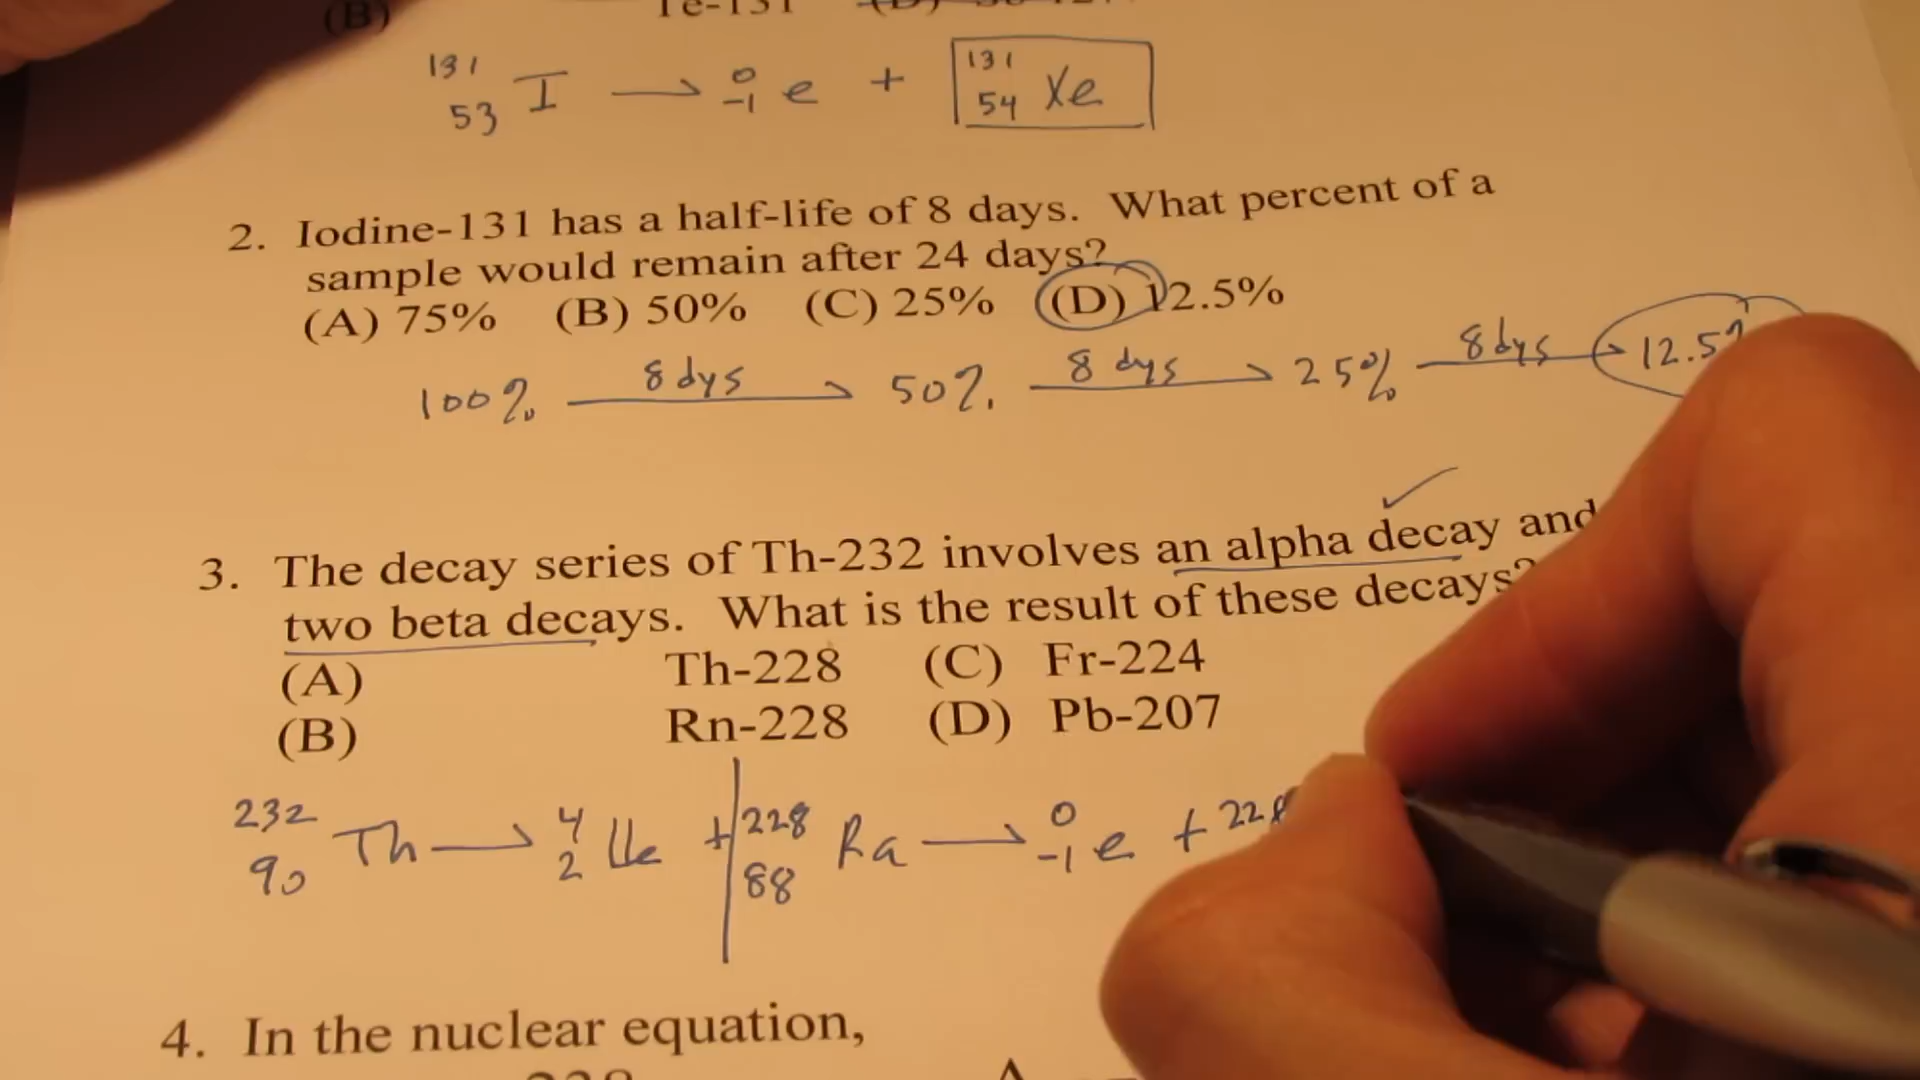 (B) Te-131 (D)
131 53 I → 0 -1 e + 131 54 Xe
2. Iodine-131 has a half-life of 8 days. What percent of a
sample would remain after 24 days?
(A) 75% (B) 50% (C) 25% (D) 12.5%
100% 8 dys → 50%. 8 dys → 25% 8 dys → 12.5%
3. The decay series of Th-232 involves an alpha decay and
two beta decays. What is the result of these decays?
(A) Th-228 (C) Fr-224
(B) Rn-228 (D) Pb-207
232 90 Th → 4 2 He + 228 88 Ra → 0 -1 e + 228
4. In the nuclear equation,